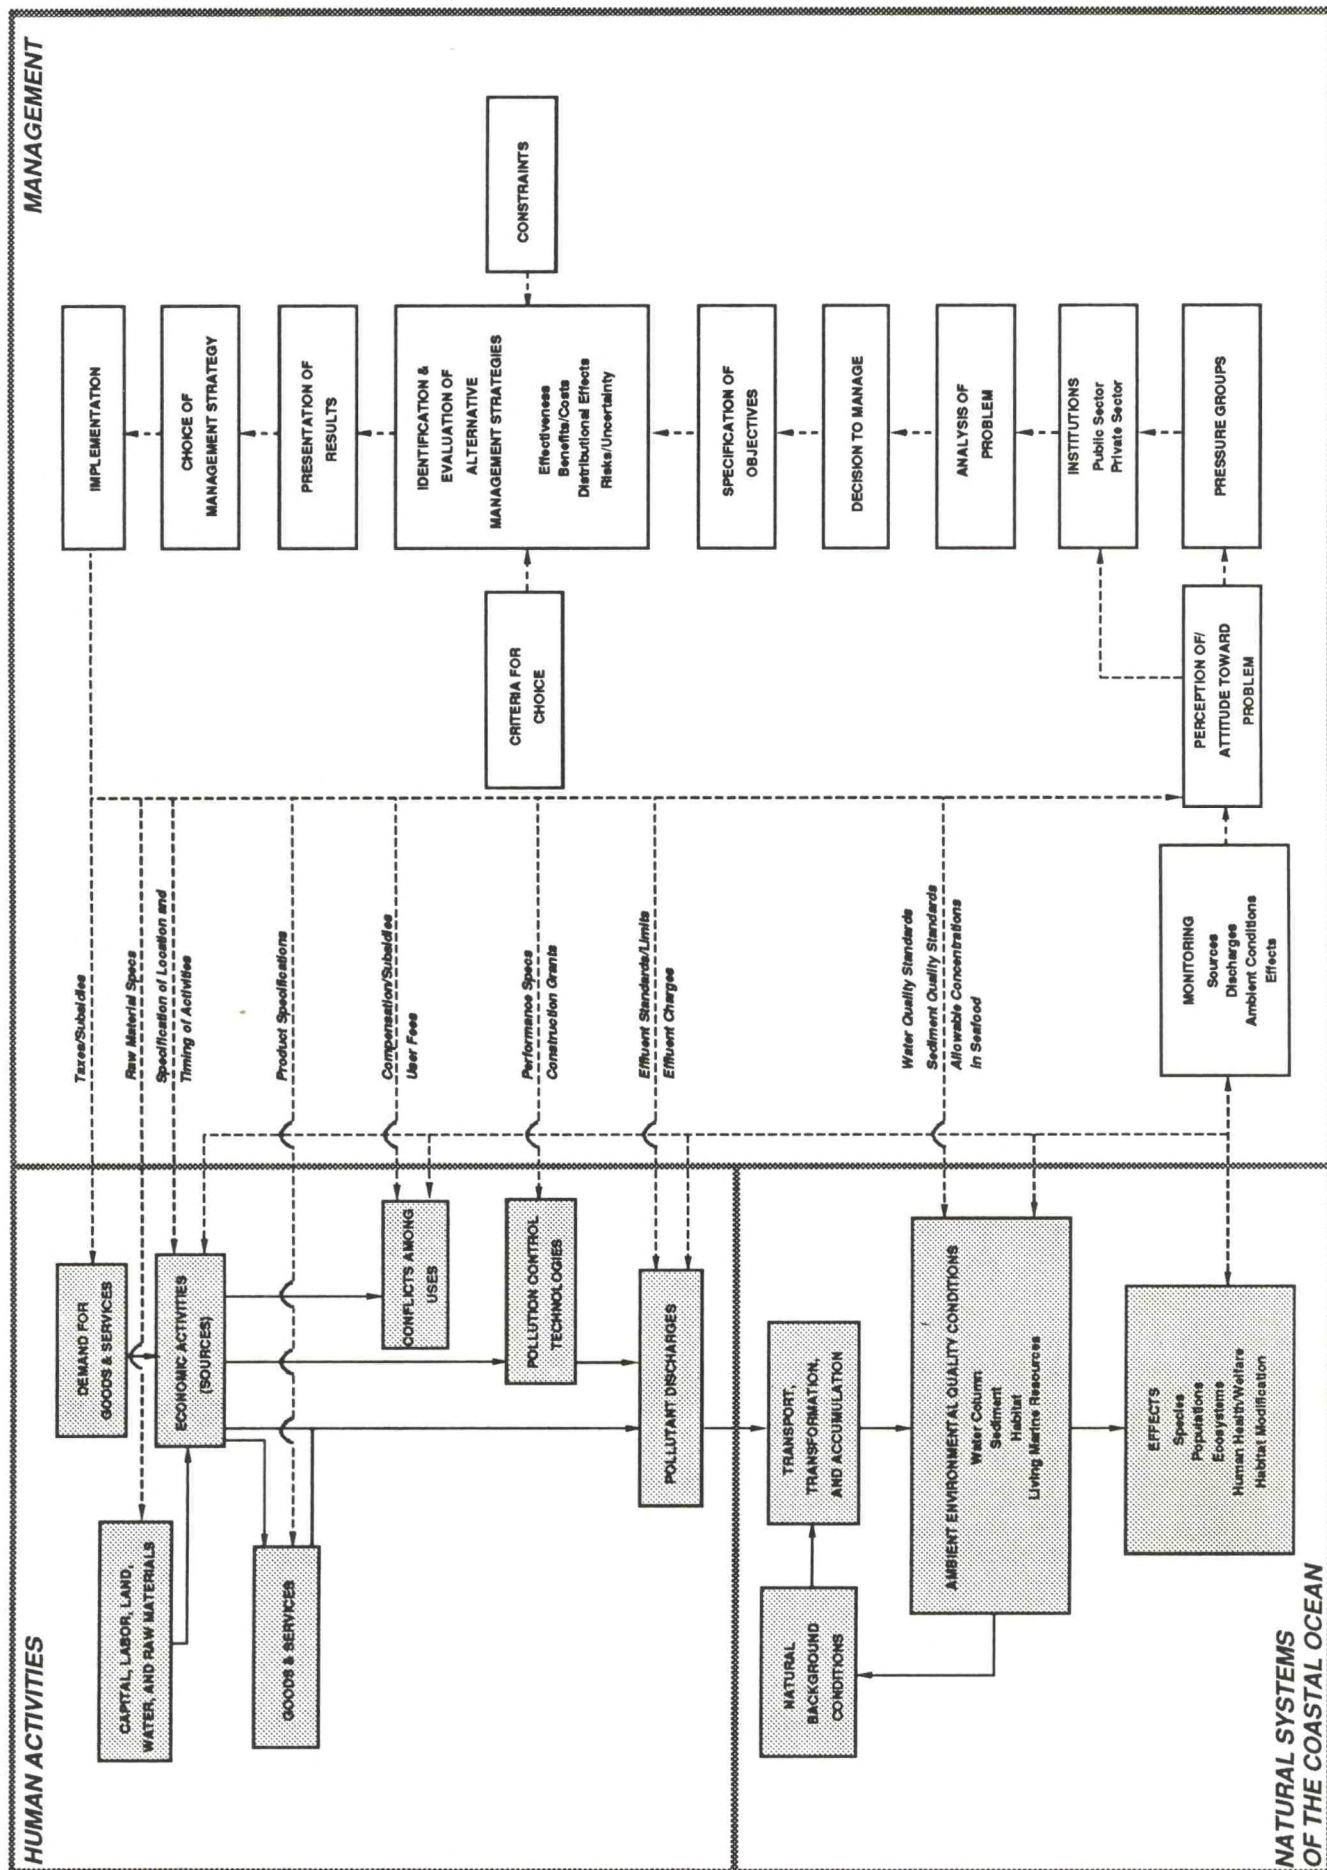 HUMAN ACTIVITIES
CAPITAL, LABOR, LAND,
WATER, AND RAW MATERIALS
GOODS & SERVICES
DEMAND FOR
GOODS & SERVICES
ECONOMIC ACTIVITIES
(SOURCES)
CONFLICTS AMONG
USES
POLLUTION CONTROL
TECHNOLOGIES
POLLUTANT DISCHARGES
NATURAL SYSTEMS
OF THE COASTAL OCEAN
NATURAL
BACKGROUND
CONDITIONS
TRANSPORT,
TRANSFORMATION,
AND ACCUMULATION
AMBIENT ENVIRONMENTAL QUALITY CONDITIONS
Water Column
Sediment
Habitat
Living Marine Resources
EFFECTS
Species
Populations
Ecosystems
Human Health/Welfare
Habitat Modification
Taxes/Subsidies
Raw Material Specs
Specification of Location and
Timing of Activities
Product Specifications
Compensation/Subsidies
User Fees
Performance Specs
Construction Grants
Effluent Standards/Limits
Effluent Charges
Water Quality Standards
Sediment Quality Standards
Allowable Concentrations
in Seafood
MANAGEMENT
IMPLEMENTATION
CHOICE OF
MANAGEMENT STRATEGY
PRESENTATION OF
RESULTS
IDENTIFICATION &
EVALUATION OF
ALTERNATIVE
MANAGEMENT STRATEGIES
Effectiveness
Benefits/Costs
Distributional Effects
Risks/Uncertainty
CRITERIA FOR
CHOICE
CONSTRAINTS
SPECIFICATION OF
OBJECTIVES
DECISION TO MANAGE
ANALYSIS OF
PROBLEM
INSTITUTIONS
Public Sector
Private Sector
PRESSURE GROUPS
PERCEPTION OF/
ATTITUDE TOWARD
PROBLEM
MONITORING
Sources
Discharges
Ambient Conditions
Effects